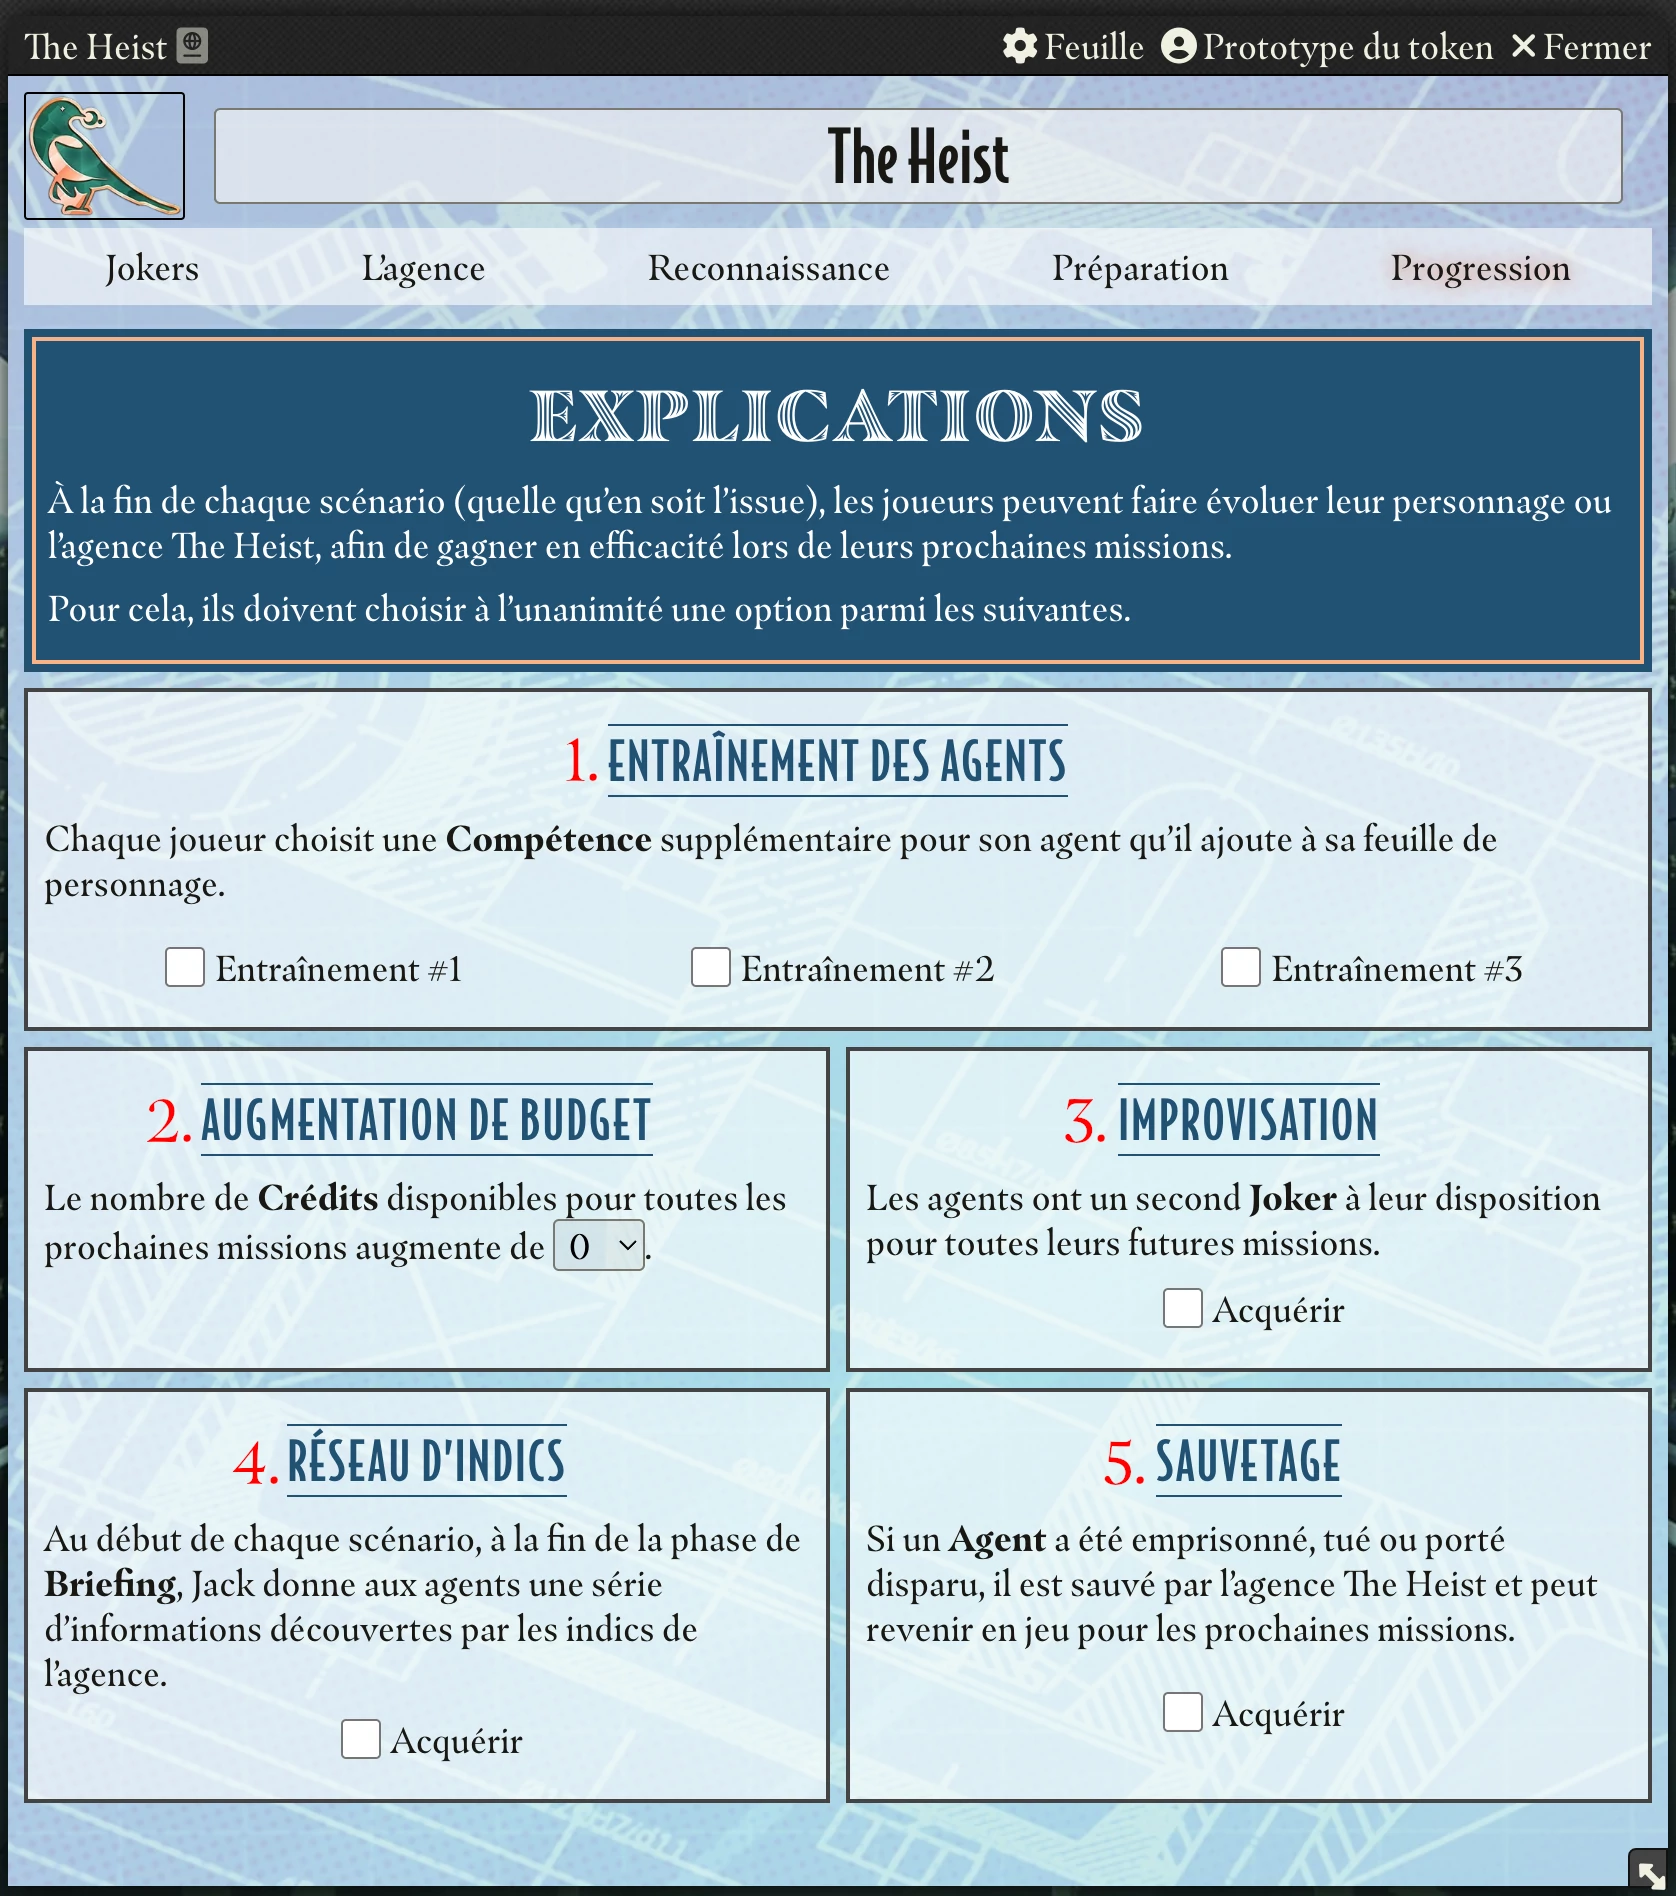 The Heist
Feuille Prototype du token Fermer
The Heist
Jokers L'agence Reconnaissance Préparation Progression
EXPLICATIONS
À la fin de chaque scénario (quelle qu'en soit l'issue), les joueurs peuvent faire évoluer leur personnage ou
l'agence The Heist, afin de gagner en efficacité lors de leurs prochaines missions.
Pour cela, ils doivent choisir à l'unanimité une option parmi les suivantes.
1. ENTRAÎNEMENT DES AGENTS
Chaque joueur choisit une Compétence supplémentaire pour son agent qu'il ajoute à sa feuille de
personnage.
Entraînement #1 Entraînement #2 Entraînement #3
2. AUGMENTATION DE BUDGET
Le nombre de Crédits disponibles pour toutes les
prochaines missions augmente de 0 .
3. IMPROVISATION
Les agents ont un second Joker à leur disposition
pour toutes leurs futures missions.
Acquérir
4. RÉSEAU D'INDICS
Au début de chaque scénario, à la fin de la phase de
Briefing, Jack donne aux agents une série
d'informations découvertes par les indics de
l'agence.
Acquérir
5. SAUVETAGE
Si un Agent a été emprisonné, tué ou porté
disparu, il est sauvé par l'agence The Heist et peut
revenir en jeu pour les prochaines missions.
Acquérir